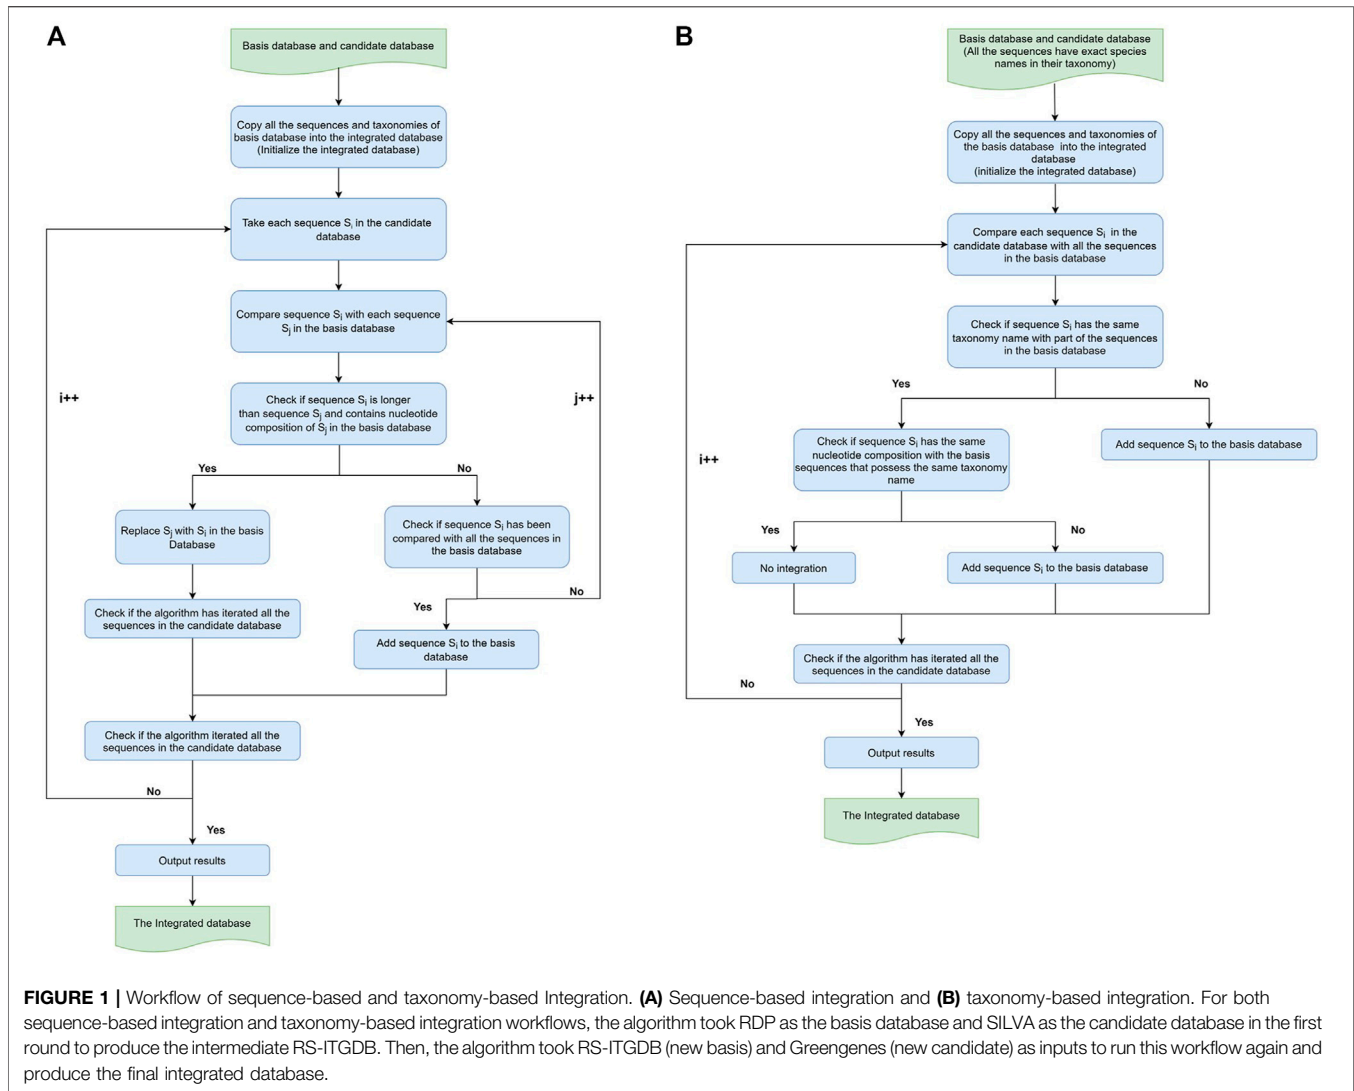 A
Basis database and candidate database
Copy all the sequences and taxonomies of
basis database into the integrated database
(Initialize the integrated database)
Take each sequence Si in the candidate
database
Compare sequence Si with each sequence
Sj in the basis database
i++
j++
Check if sequence Si is longer
than sequence Sj and contains nucleotide
composition of Sj in the basis database
Yes
No
Replace Sj with Si in the basis
Database
Check if sequence Si has been
compared with all the sequences in
the basis database
No
Yes
Check if the algorithm has iterated all the
sequences in the candidate database
Add sequence Si to the basis
database
Check if the algorithm iterated all the
sequences in the candidate database
No
Yes
Output results
The Integrated database
B
Basis database and candidate database
(All the sequences have exact species
names in their taxonomy)
Copy all the sequences and taxonomies of
the basis database into the integrated
database
(initialize the integrated database)
Compare each sequence Si in the
candidate database with all the sequences
in the basis database
Check if sequence Si has the same
taxonomy name with part of the sequences
in the basis database
Yes
No
i++
Check if sequence Si has the same
nucleotide composition with the basis
sequences that possess the same taxonomy
name
Add sequence Si to the basis database
Yes
No
No integration
Add sequence Si to the basis database
Check if the algorithm has iterated all the
sequences in the candidate database
No
Yes
Output results
The Integrated database
FIGURE 1 | Workflow of sequence-based and taxonomy-based Integration. (A) Sequence-based integration and (B) taxonomy-based integration. For both
sequence-based integration and taxonomy-based integration workflows, the algorithm took RDP as the basis database and SILVA as the candidate database in the first
round to produce the intermediate RS-ITGDB. Then, the algorithm took RS-ITGDB (new basis) and Greengenes (new candidate) as inputs to run this workflow again and
produce the final integrated database.